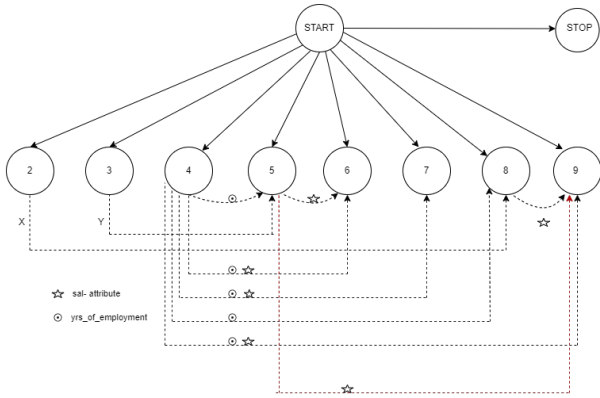 START
STOP
2 3 4 5 6 7 8 9
X Y
sal- attribute
yrs_of_employment